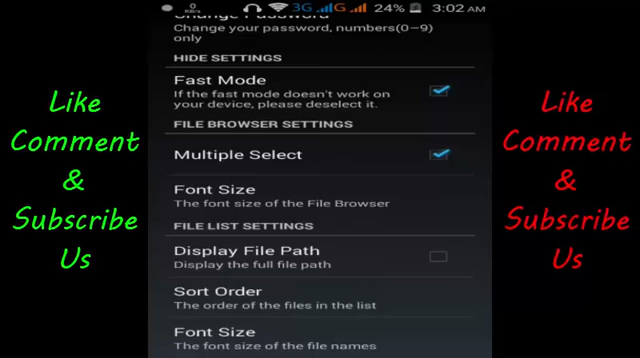 0
KB/s
3G
G
24%
3:02 AM
Change Password
Change your password, numbers(0–9)
only
HIDE SETTINGS
Fast Mode
If the fast mode doesn't work on
your device, please deselect it.
FILE BROWSER SETTINGS
Multiple Select
Font Size
The font size of the File Browser
FILE LIST SETTINGS
Display File Path
Display the full file path
Sort Order
The order of the files in the list
Font Size
The font size of the file names
Like
Comment
&
Subscribe
Us
Like
Comment
&
Subscribe
Us